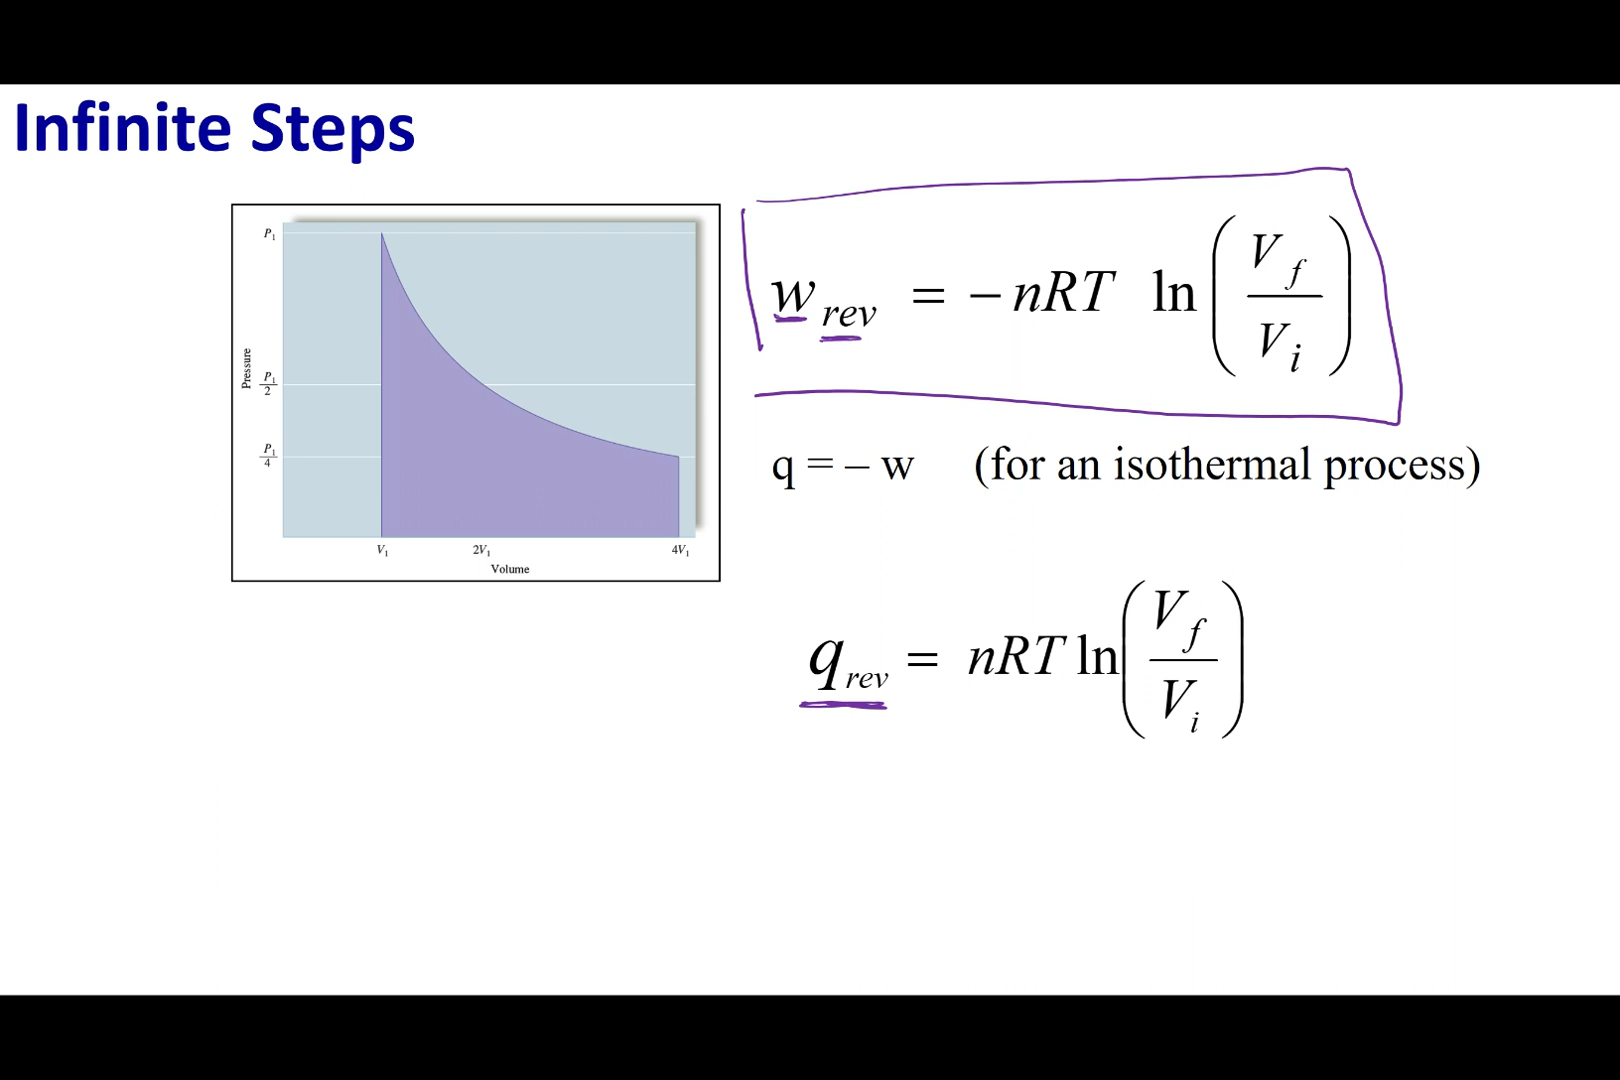 Infinite Steps
P₁
P₁/2
P₁/4
Pressure
V₁ 2V₁ 4V₁
Volume
w_rev = – nRT ln (V_f / V_i)
q = – w (for an isothermal process)
q_rev = nRT ln (V_f / V_i)